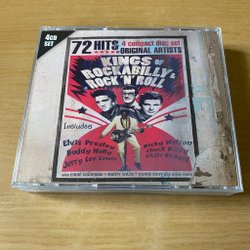 4CD
SET
72 HITS
4 compact disc set
ORIGINAL ARTISTS
KINGS OF
ROCKABILLY &
ROCK 'N' ROLL
Includes
Elvis Presley
Buddy Holly
Jerry Lee Lewis
Ricky Nelson
Chuck Berry
Little Richard